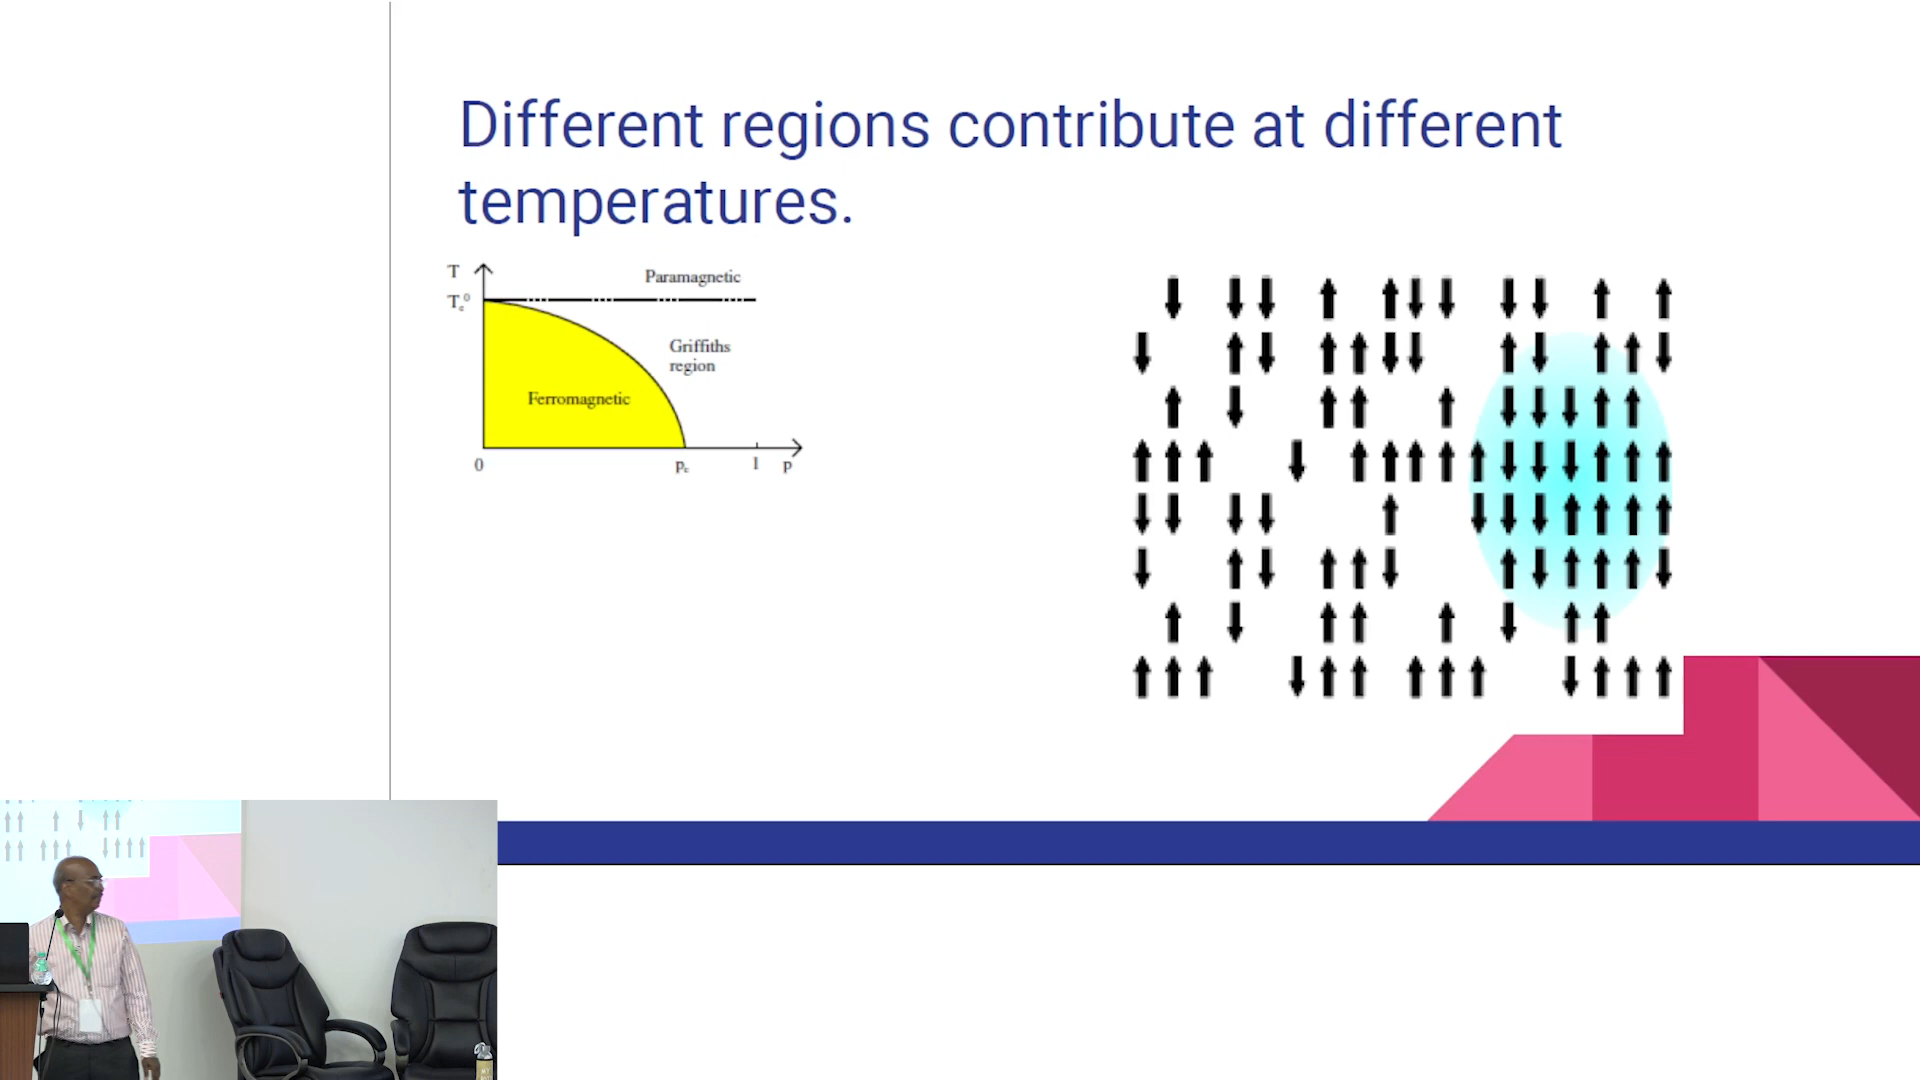 Different regions contribute at different
temperatures.
T
Paramagnetic
T_c^0
Griffiths
region
Ferromagnetic
0
p_c
1
p